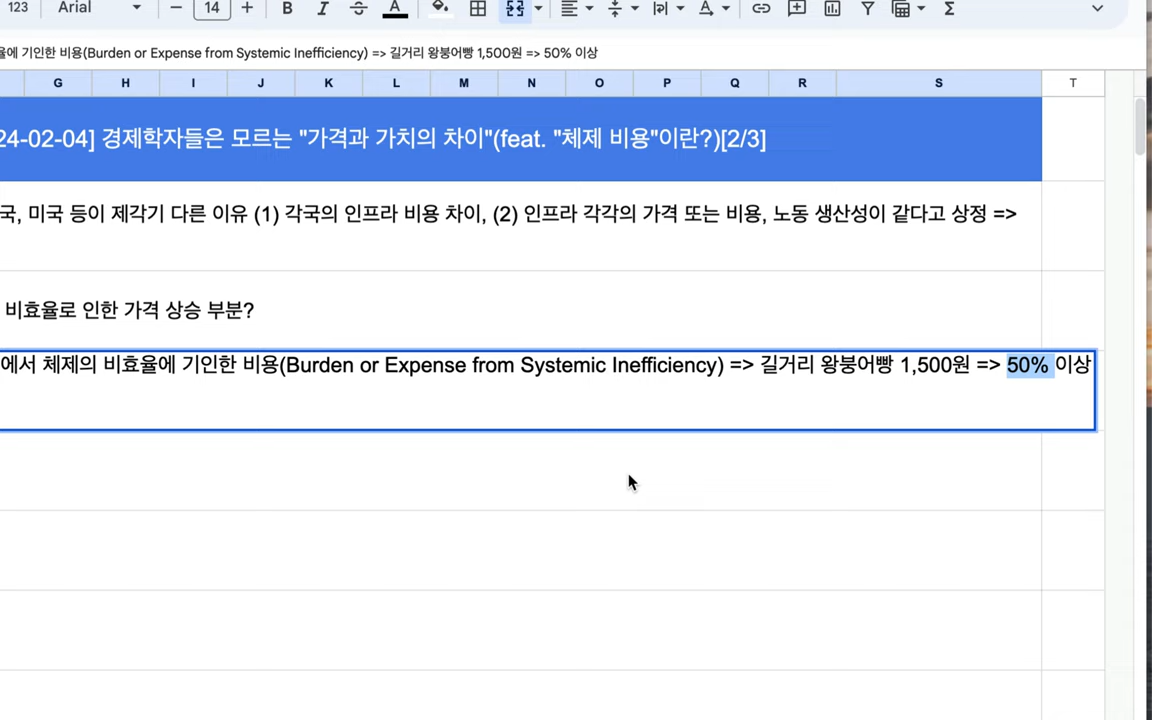 123 Arial 14 B I S A Σ
율에 기인한 비용(Burden or Expense from Systemic Inefficiency) => 길거리 왕붕어빵 1,500원 => 50% 이상
G H I J K L M N O P Q R S T
24-02-04] 경제학자들은 모르는 "가격과 가치의 차이"(feat. "체제 비용"이란?)[2/3]
국, 미국 등이 제각기 다른 이유 (1) 각국의 인프라 비용 차이, (2) 인프라 각각의 가격 또는 비용, 노동 생산성이 같다고 상정 =>
비효율로 인한 가격 상승 부분?
에서 체제의 비효율에 기인한 비용(Burden or Expense from Systemic Inefficiency) => 길거리 왕붕어빵 1,500원 => 50% 이상